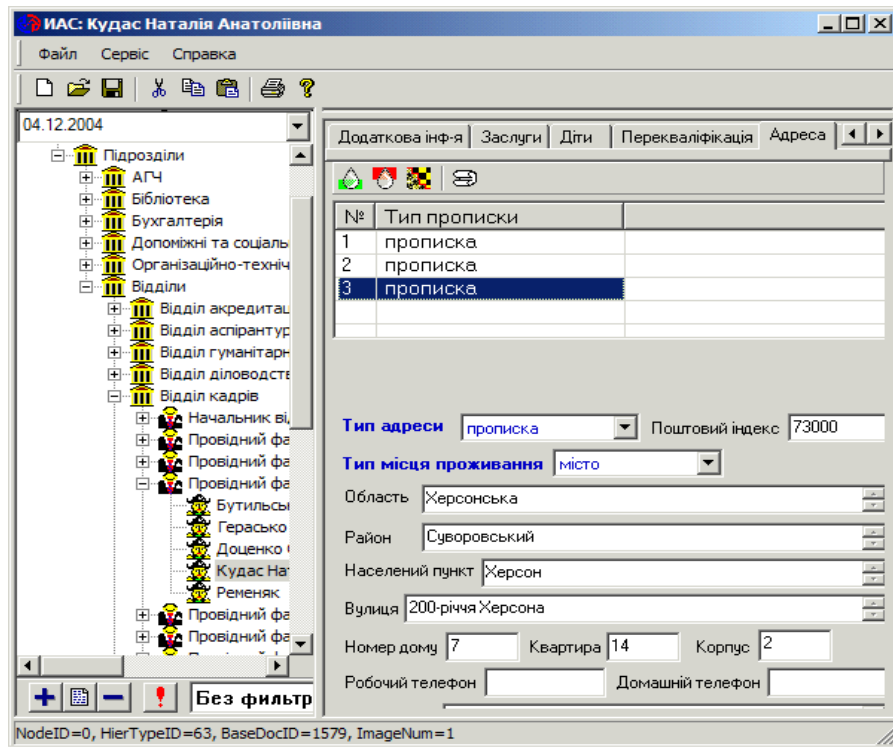 ИАС: Кудас Наталія Анатоліївна
Файл Сервіс Справка
04.12.2004
Підрозділи
АГЧ
Бібліотека
Бухгалтерія
Допоміжні та соціаль
Організаційно-техніч
Відділи
Відділ акредитац
Відділ аспірантур
Відділ гуманітарн
Відділ діловодств
Відділ кадрів
Начальник ві
Провідний фа
Провідний фа
Провідний фа
Бутильсь
Герасько
Доценко
Кудас На
Ременяк
Провідний фа
Провідний фа
Без фильтр
Додаткова інф-я Заслуги Діти Перекваліфікація Адреса
№ Тип прописки
1 прописка
2 прописка
3 прописка
Тип адреси прописка Поштовий індекс 73000
Тип місця проживання місто
Область Херсонська
Район Суворовський
Населений пункт Херсон
Вулиця 200-річчя Херсона
Номер дому 7 Квартира 14 Корпус 2
Робочий телефон Домашній телефон
NodeID=0, HierTypeID=63, BaseDocID=1579, ImageNum=1